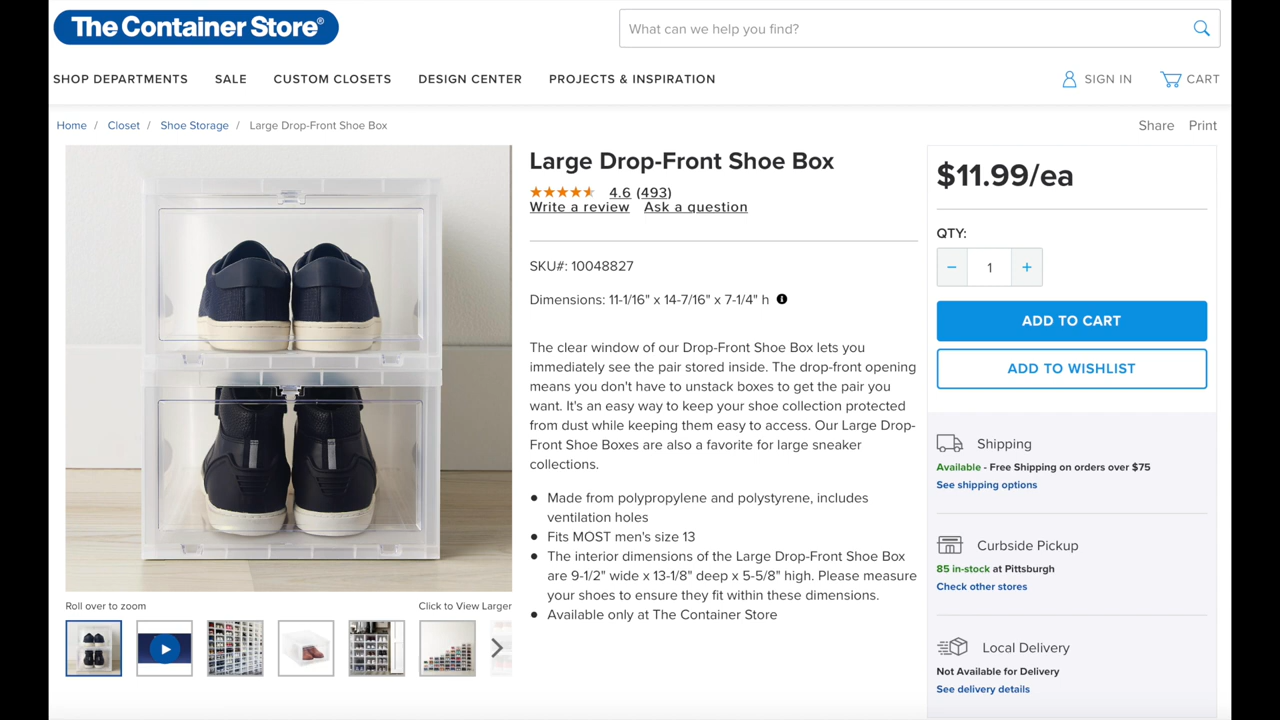 The Container Store®
What can we help you find?
SHOP DEPARTMENTS SALE CUSTOM CLOSETS DESIGN CENTER PROJECTS & INSPIRATION SIGN IN CART
Home / Closet / Shoe Storage / Large Drop-Front Shoe Box
Share Print
Large Drop-Front Shoe Box
4.6 (493)
Write a review Ask a question
SKU#: 10048827
Dimensions: 11-1/16" x 14-7/16" x 7-1/4" h
The clear window of our Drop-Front Shoe Box lets you
immediately see the pair stored inside. The drop-front opening
means you don't have to unstack boxes to get the pair you
want. It's an easy way to keep your shoe collection protected
from dust while keeping them easy to access. Our Large Drop-
Front Shoe Boxes are also a favorite for large sneaker
collections.
• Made from polypropylene and polystyrene, includes
ventilation holes
• Fits MOST men's size 13
• The interior dimensions of the Large Drop-Front Shoe Box
are 9-1/2" wide x 13-1/8" deep x 5-5/8" high. Please measure
your shoes to ensure they fit within these dimensions.
• Available only at The Container Store
Roll over to zoom
Click to View Larger
$11.99/ea
QTY:
− 1 +
ADD TO CART
ADD TO WISHLIST
Shipping
Available - Free Shipping on orders over $75
See shipping options
Curbside Pickup
85 in-stock at Pittsburgh
Check other stores
Local Delivery
Not Available for Delivery
See delivery details